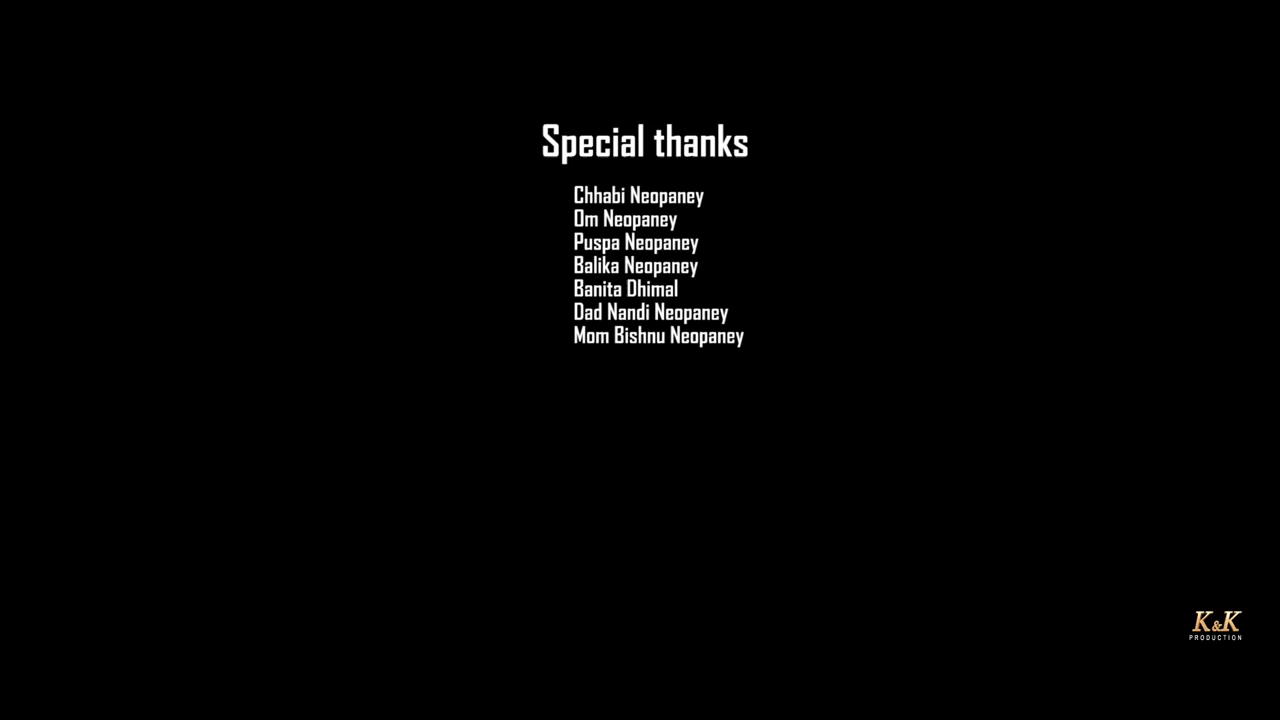 Special thanks
Chhabi Neopaney
Om Neopaney
Puspa Neopaney
Balika Neopaney
Banita Dhimal
Dad Nandi Neopaney
Mom Bishnu Neopaney
K&K
PRODUCTION